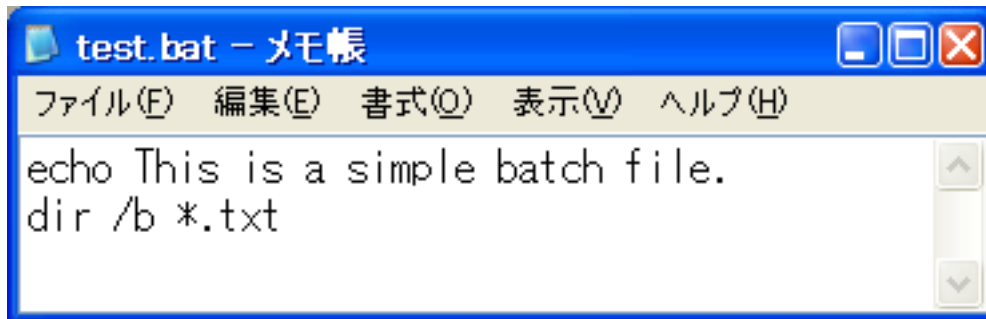 test.bat - メモ帳
ファイル(F) 編集(E) 書式(O) 表示(V) ヘルプ(H)
echo This is a simple batch file.
dir /b *.txt